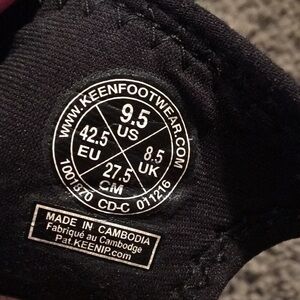 WWW.KEENFOOTWEAR.COM
9.5
US
42.5
EU
8.5
UK
27.5
CM
CD-C 011216
MADE IN CAMBODIA
Fabriqué au Cambodge
Pat.KEENIP.com